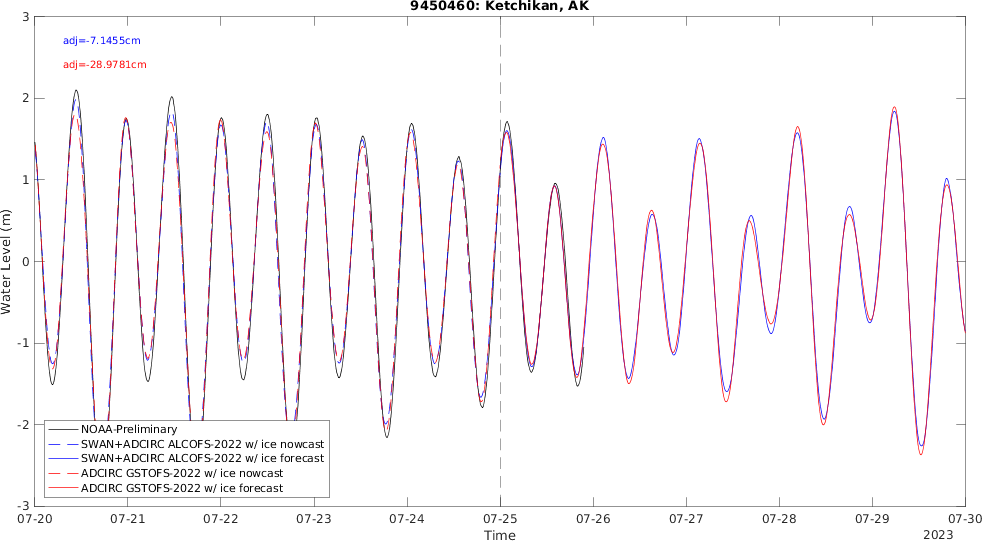 9450460: Ketchikan, AK
adj=-7.1455cm
adj=-28.9781cm
3
2
1
0
-1
-2
-3
Water Level (m)
NOAA-Preliminary
SWAN+ADCIRC ALCOFS-2022 w/ ice nowcast
SWAN+ADCIRC ALCOFS-2022 w/ ice forecast
ADCIRC GSTOFS-2022 w/ ice nowcast
ADCIRC GSTOFS-2022 w/ ice forecast
07-20 07-21 07-22 07-23 07-24 07-25 07-26 07-27 07-28 07-29 07-30
Time
2023